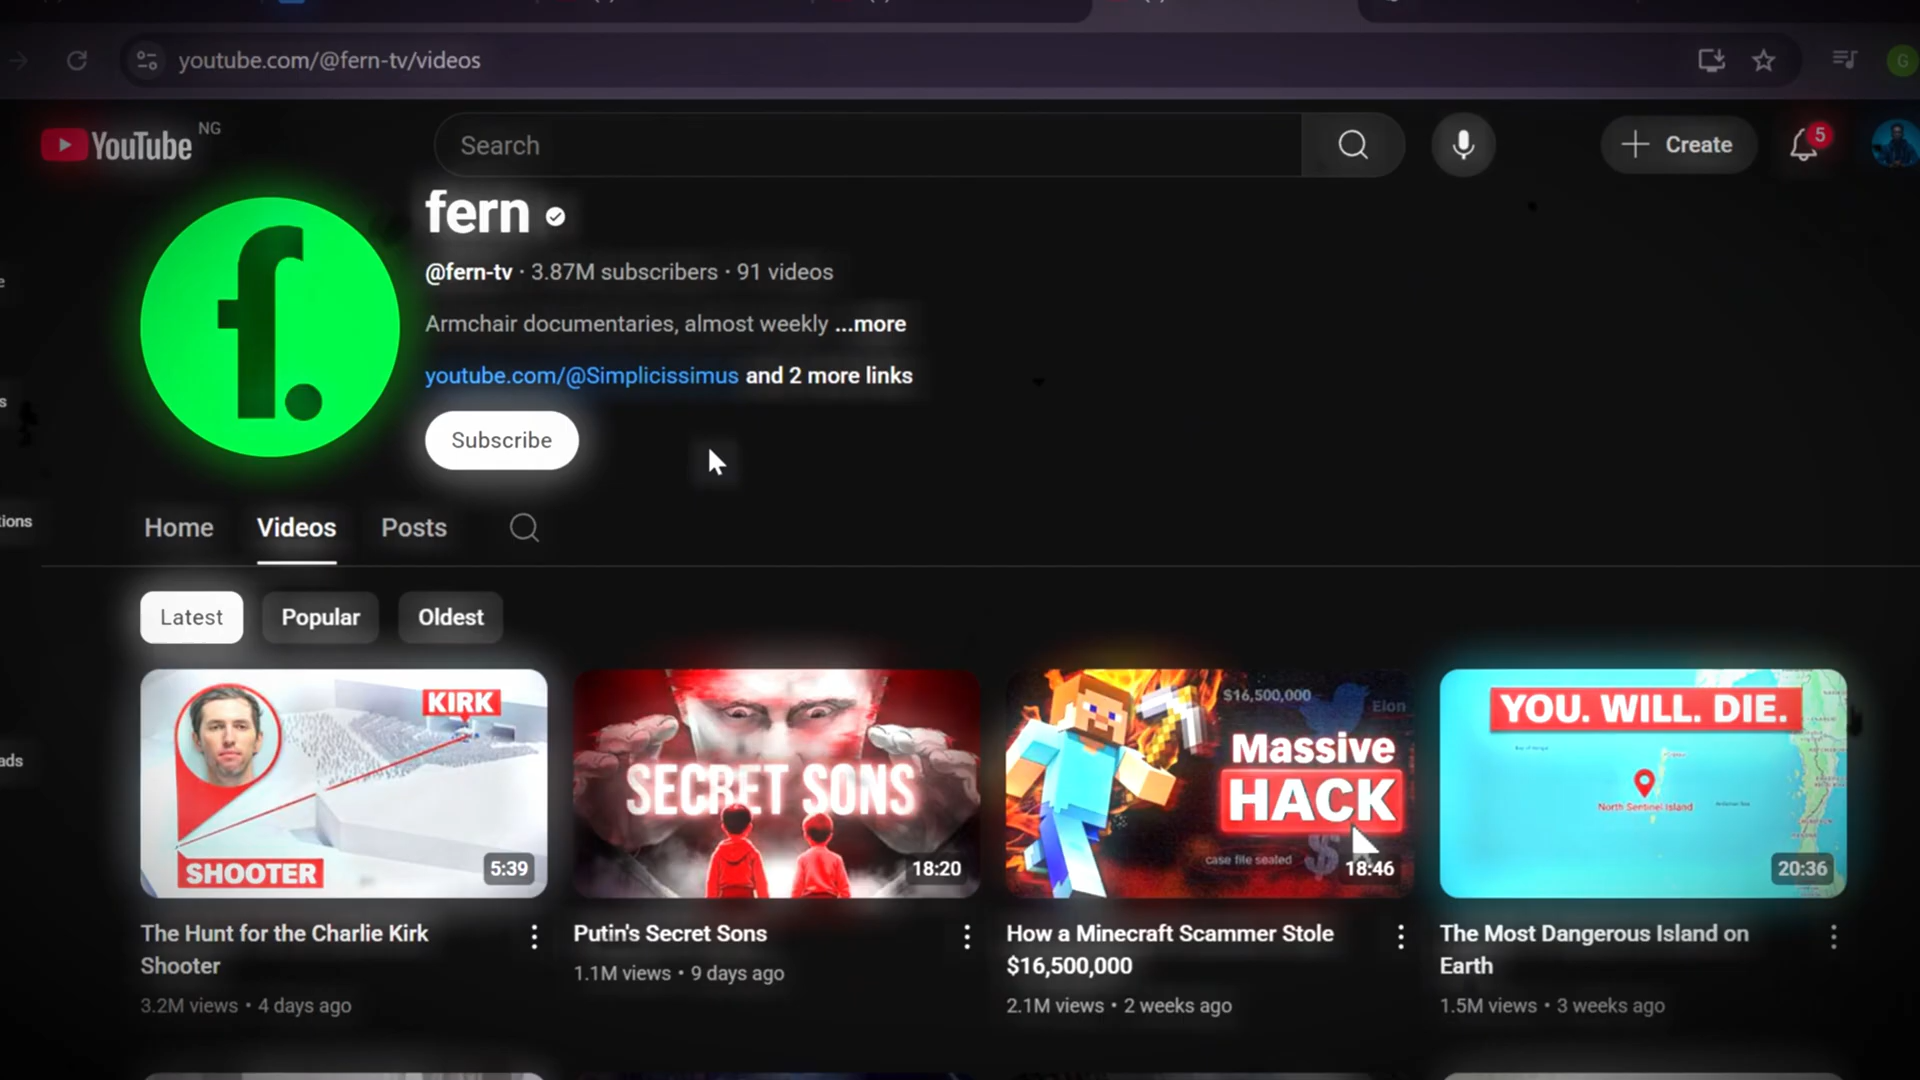 youtube.com/@fern-tv/videos
G
YouTube NG
Search
Create
5
fern
@fern-tv · 3.87M subscribers · 91 videos
Armchair documentaries, almost weekly ...more
youtube.com/@Simplicissimus and 2 more links
Subscribe
tions
Home Videos Posts
Latest Popular Oldest
ads
KIRK
SHOOTER
5:39
SECRET SONS
18:20
$16,500,000
Elon
Massive
HACK
case file sealed
$
18:46
YOU. WILL. DIE.
North Sentinel Island
20:36
The Hunt for the Charlie Kirk
Shooter
3.2M views • 4 days ago
Putin's Secret Sons
1.1M views • 9 days ago
How a Minecraft Scammer Stole
$16,500,000
2.1M views • 2 weeks ago
The Most Dangerous Island on
Earth
1.5M views • 3 weeks ago